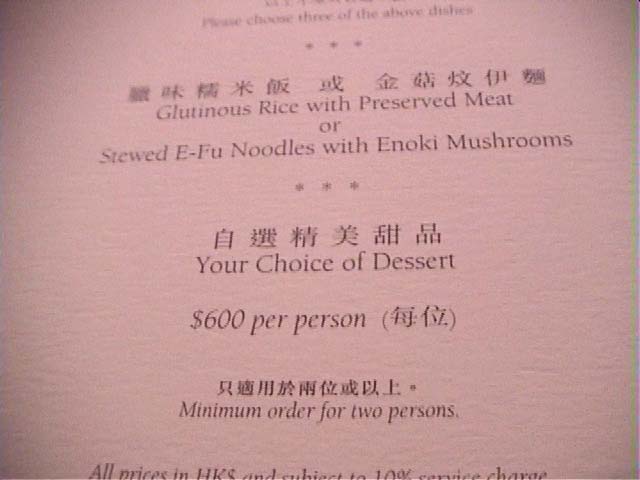 Please choose three of the above dishes
* * *
臘味糯米飯 或 金菇炆伊麵
Glutinous Rice with Preserved Meat
or
Stewed E-Fu Noodles with Enoki Mushrooms
* * *
自選精美甜品
Your Choice of Dessert
$600 per person (每位)
只適用於兩位或以上。
Minimum order for two persons.
All prices in HK$ and subject to 10% service charge